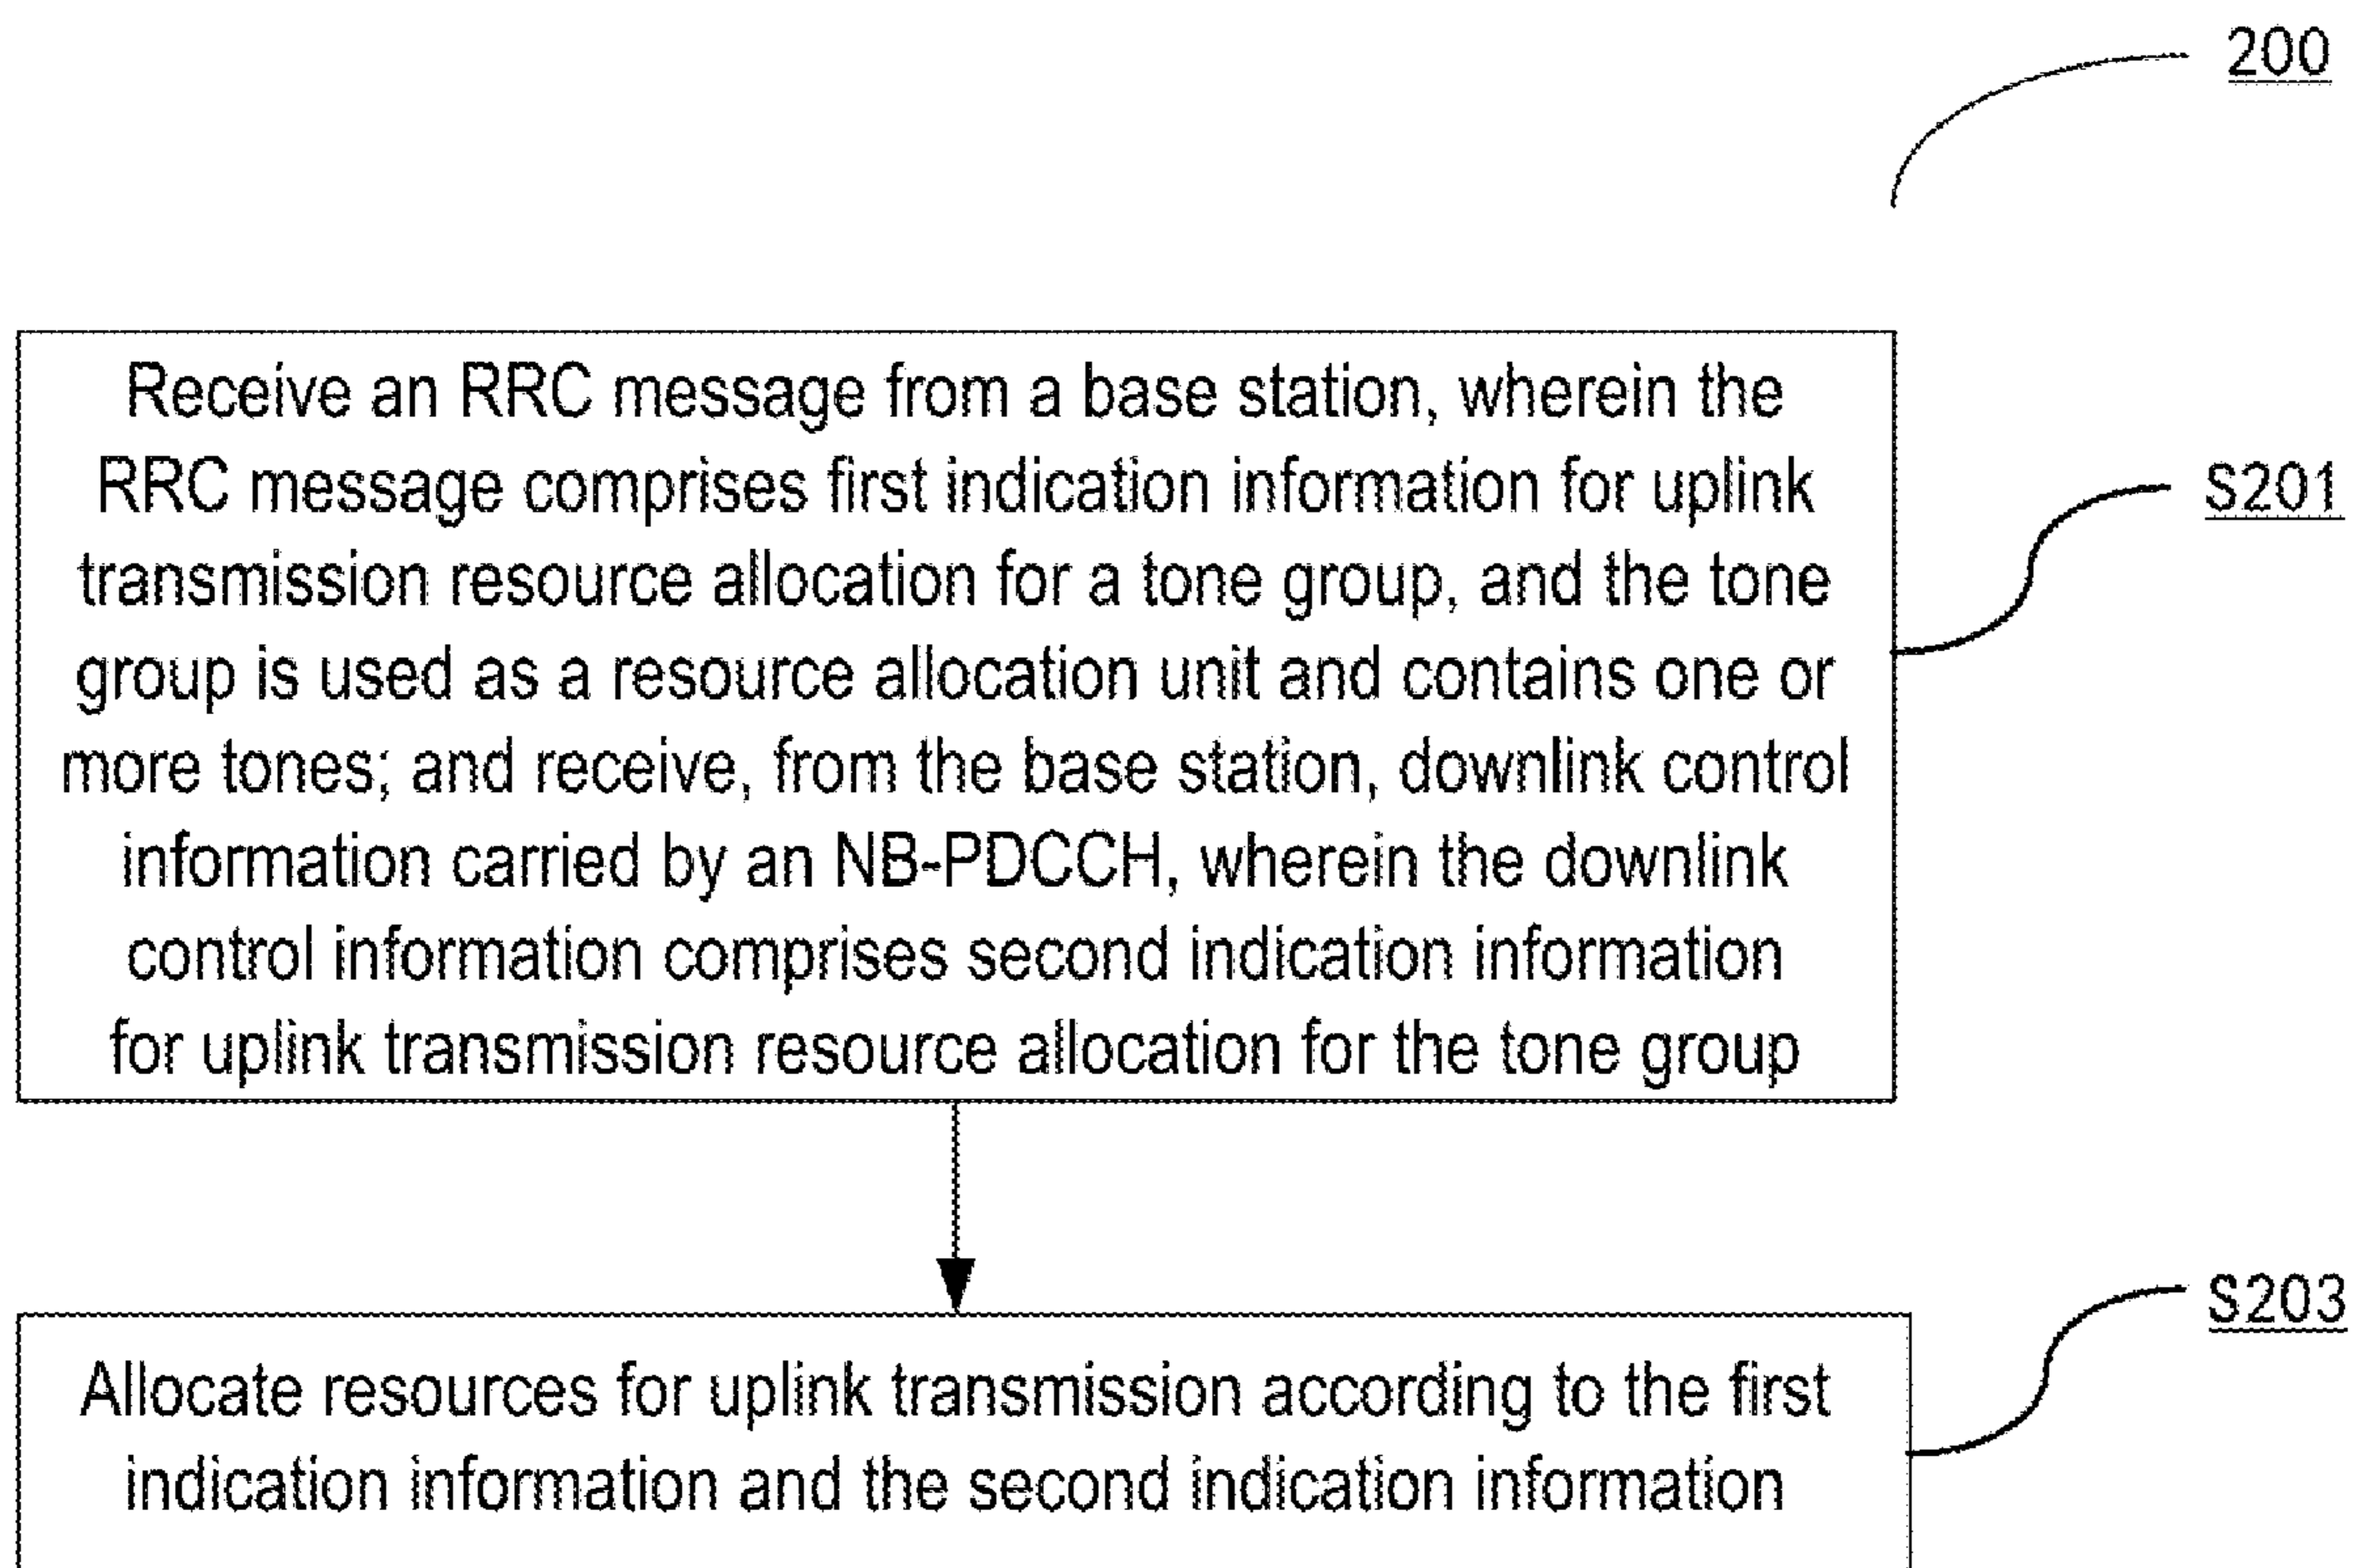 200
Receive an RRC message from a base station, wherein the
RRC message comprises first indication information for uplink
transmission resource allocation for a tone group, and the tone
group is used as a resource allocation unit and contains one or
more tones; and receive, from the base station, downlink control
information carried by an NB-PDCCH, wherein the downlink
control information comprises second indication information
for uplink transmission resource allocation for the tone group
S201
Allocate resources for uplink transmission according to the first
indication information and the second indication information
S203